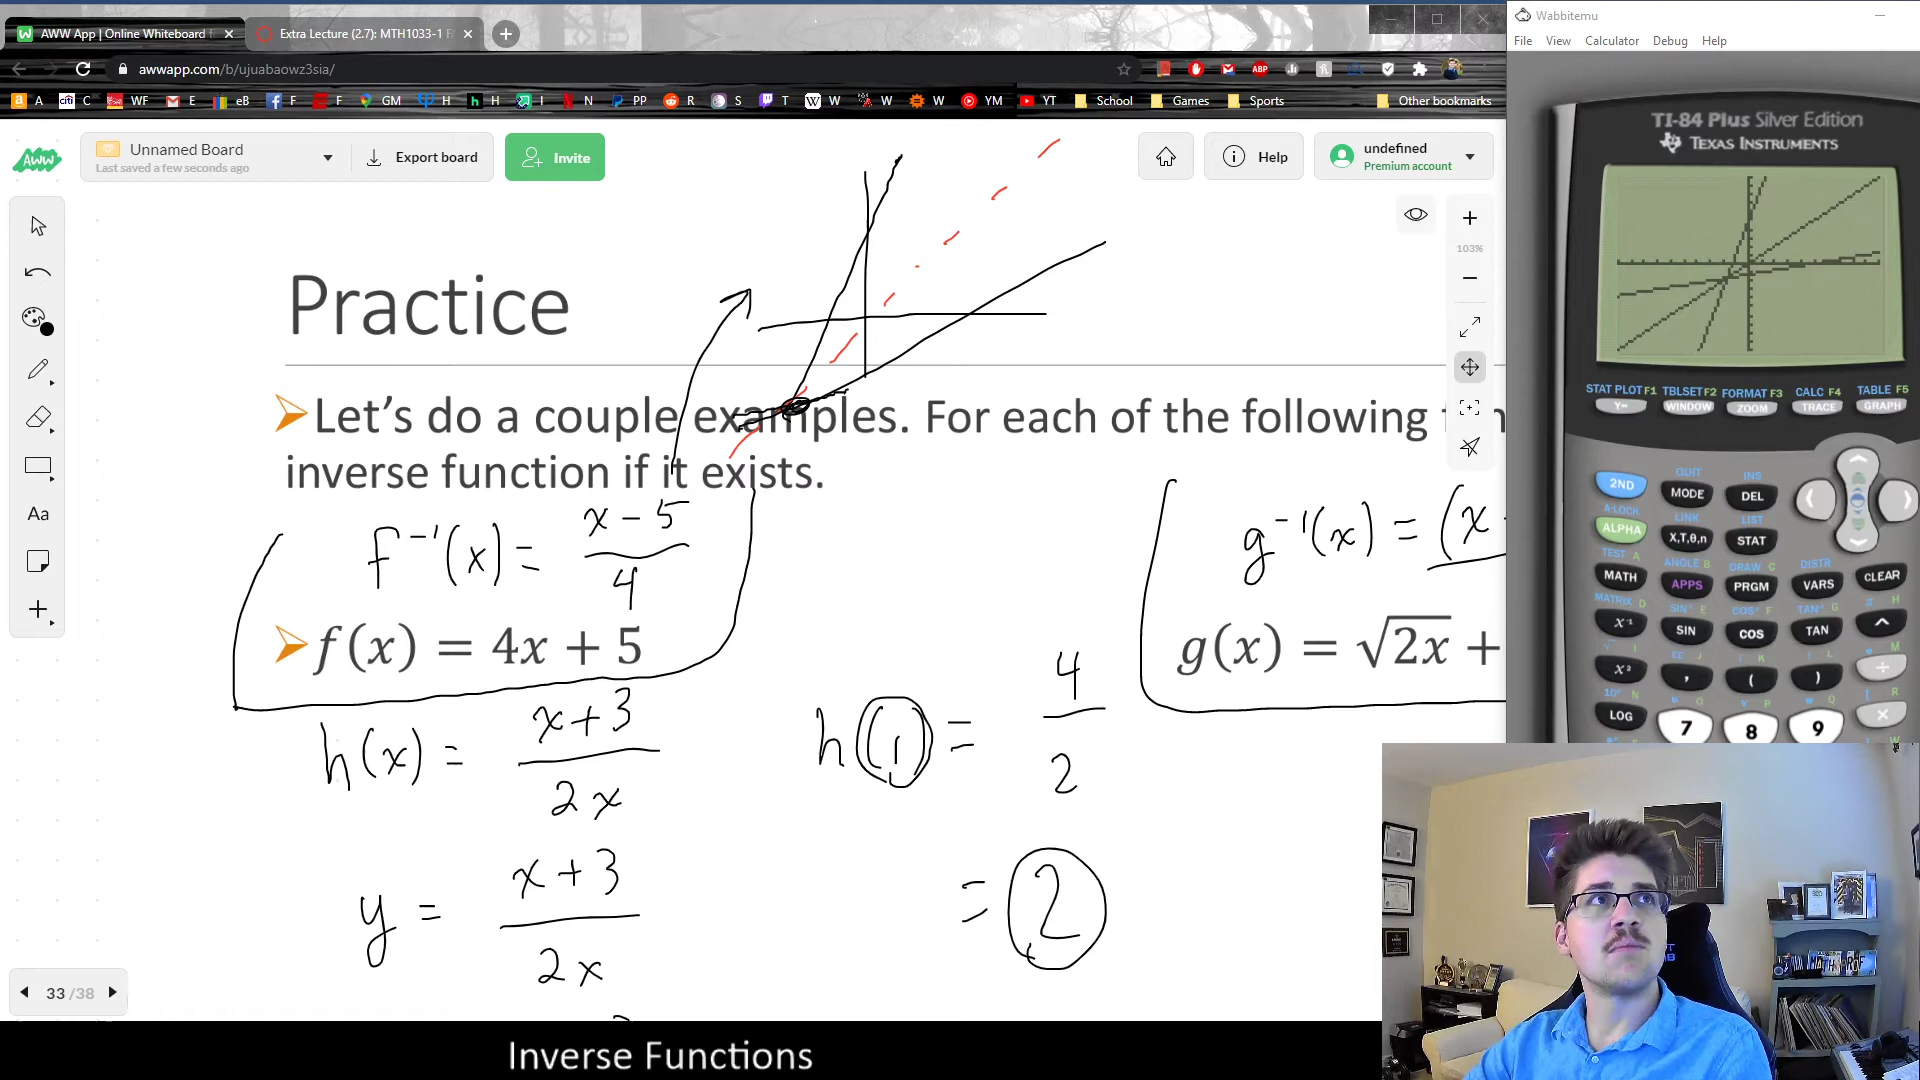 AWW App | Online Whiteboard f
Extra Lecture (2.7): MTH1033-1 FA
awwapp.com/b/ujuabaowz3sia/
A C WF E eB F F GM H H I N PP R S T W W W YM YT School Games Sports Other bookmarks
AWW
Unnamed Board
Last saved a few seconds ago
Export board
Invite
Help
undefined
Premium account
103%
Aa
Practice
Let's do a couple examples. For each of the following
inverse function if it exists.
f⁻¹(x) = x - 5 / 4
g⁻¹(x) = (x
f(x) = 4x + 5
g(x) = √2x +
h(x) = x + 3 / 2x
h(1) = 4 / 2
y = x + 3 / 2x
= 2
33 / 38
Inverse Functions
Wabbitemu
File View Calculator Debug Help
TI-84 Plus Silver Edition
TEXAS INSTRUMENTS
STAT PLOT F1 TBLSET F2 FORMAT F3 CALC F4 TABLE F5
Y= WINDOW ZOOM TRACE GRAPH
QUIT INS
2ND MODE DEL
A-LOCK LINK LIST
ALPHA X,T,θ,n STAT
TEST A ANGLE B DRAW C DISTR
MATH APPS PRGM VARS CLEAR
MATRIX D SIN⁻¹ E COS⁻¹ F TAN⁻¹ G H
x⁻¹ SIN COS TAN ^
x² , ( ) ÷
10ˣ N
LOG 7 8 9 ×